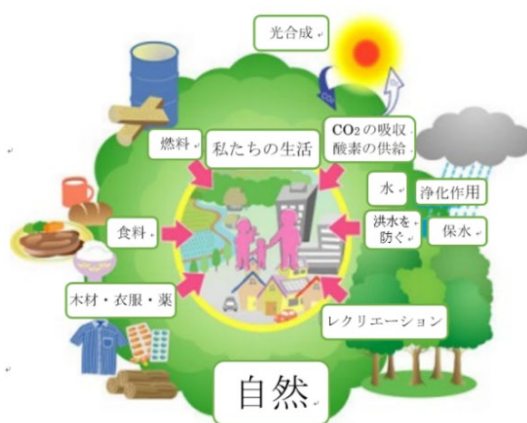 光合成
燃料
私たちの生活
CO₂の吸収
酸素の供給
水
浄化作用
洪水を
防ぐ
保水
食料
木材・衣服・薬
レクリエーション
自然